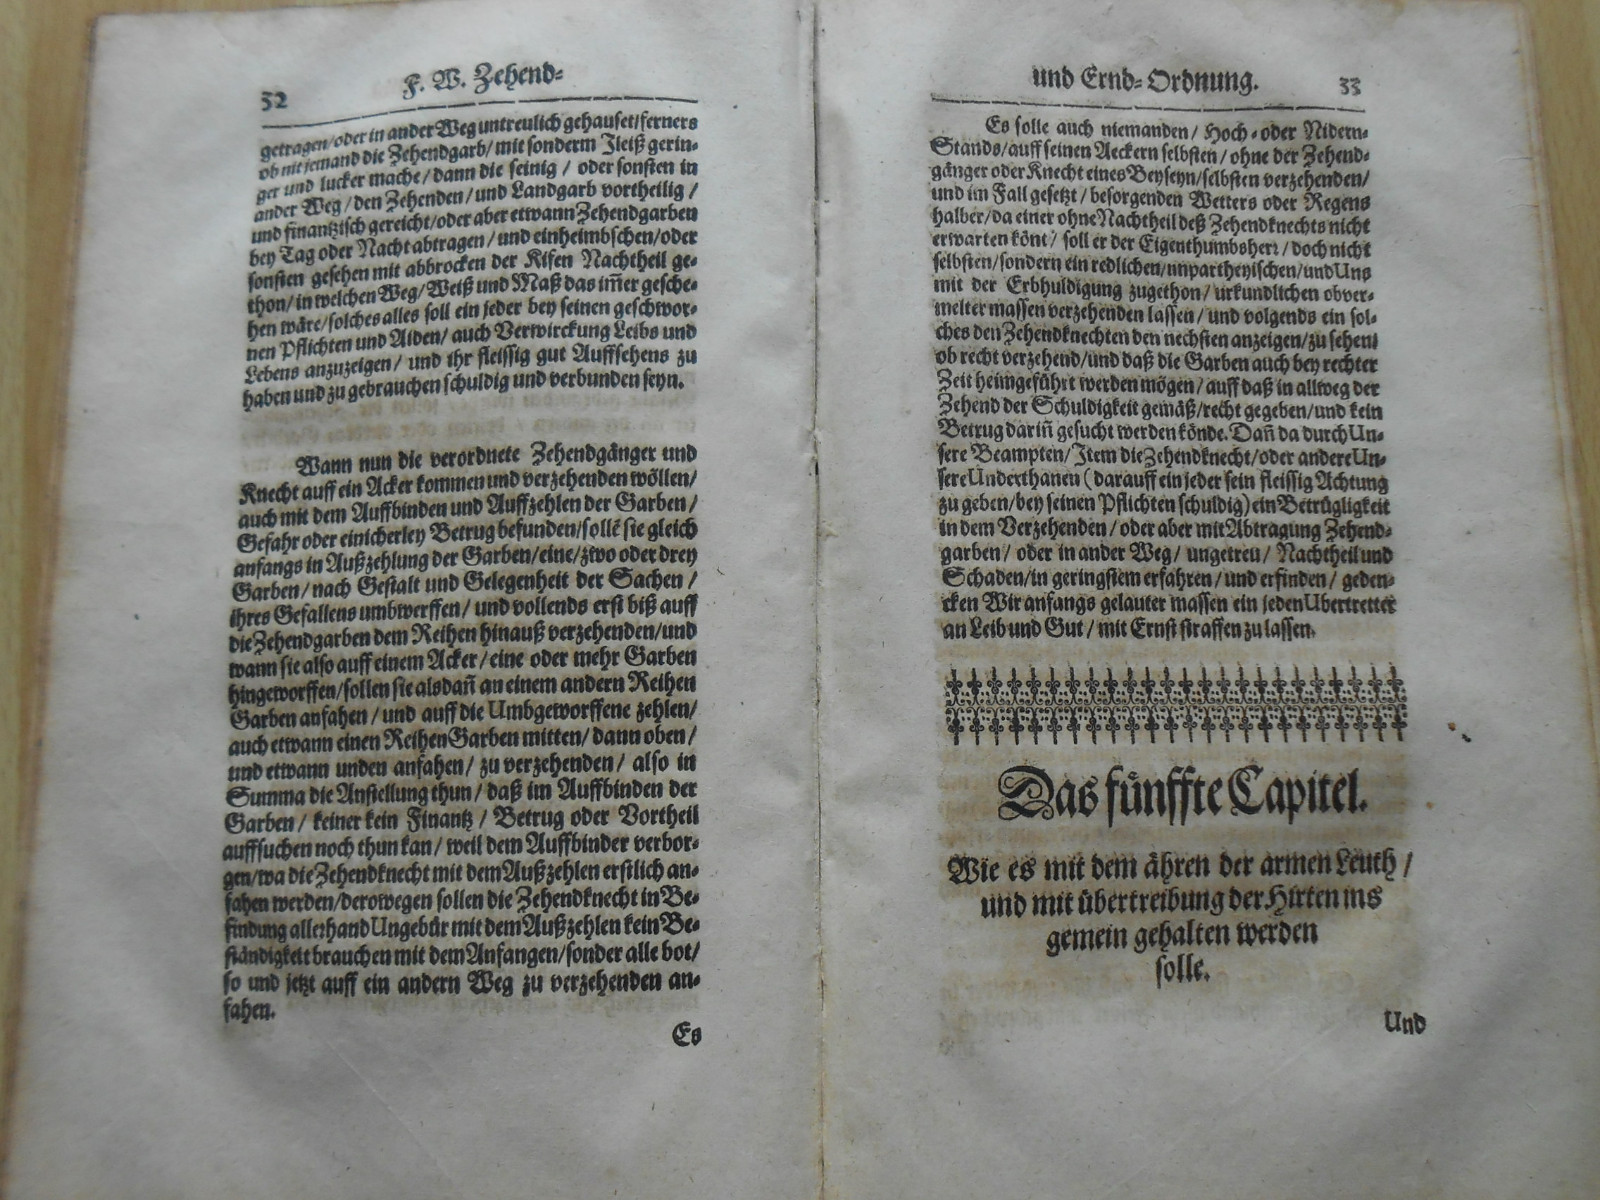 32
F. W. Zehend=
getragen/oder in ander Weg untreulich gehauset/ferners
ob mit jemand die Zehendgarb/mit sonderm Fleiß gerin-
ger und lucker mache/dann die seinig/oder sonsten in
ander Weg/den Zehenden/und Landgarb vortheilig/
und finantzisch gereicht/oder aber ettwann Zehendgarben
bey Tag oder Nacht abtragen/und einheimbschen/oder
sonsten gesehen mit abbrocken der Kifen Nachtheil ge-
thon/in welchen Weg/Weiß und Maß das im̃er gesche-
hen wäre/solches alles soll ein jeder bey seinen geschwor-
nen Pflichten und Aiden/auch Verwirckung Leibs und
Lebens anzuzeigen/und ihr fleissig gut Auffsehens zu
haben und zu gebrauchen schuldig und verbunden seyn.
Wann nun die verordnete Zehendgänger und
Knecht auff ein Acker kommen und verzehenden wöllen/
auch mit dem Auffbinden und Auffzehlen der Garben/
Gefahr oder einicherley Betrug befunden/sollẽ sie gleich
anfangs in Außzehlung der Garben/eine/zwo oder drey
Garben/nach Gestalt und Gelegenheit der Sachen/
ihres Gefallens umbwerffen/und vollends erst biß auff
die Zehendgarben dem Reihen hinauß verzehenden/und
wann sie also auff einem Acker/eine oder mehr Garben
hingeworffen/sollen sie alsdañ an einem andern Reihen
Garben anfahen/und auff die Umbgeworffene zehlen/
auch etwann einen Reihen Garben mitten/dann oben/
und ettwann unden anfahen/zu verzehenden/also in
Summa die Anstellung thun/daß im Auffbinden der
Garben/keiner kein Finantz/Betrug oder Vortheil
auffsuchen noch thun kan/weil dem Auffbinder verbor-
gen/wa die Zehendknecht mit dem Außzehlen erstlich an-
fahen werden/derowegen sollen die Zehendknecht in Be-
findung allerhand Ungebür mit dem Außzehlen kein Be-
ständigkeit brauchen mit dem Anfangen/sonder alle bot/
so und jetzt auff ein andern Weg zu verzehenden an-
fahen.
Es
und Ernd=Ordnung.
33
Es solle auch niemanden/Hoch-oder Nidern-
Stands/auff seinen Aeckern selbsten/ohne der Zehend-
gänger oder Knecht eines Beyseyn/selbsten verzehenden/
und im Fall gesetzt/besorgenden Wetters oder Regens
halber/da einer ohne Nachtheil deß Zehendknechts nicht
erwarten könt/soll er der Eigenthumbsherr/doch nicht
selbsten/sondern ein redlichen/unpartheyischen/und Uns
mit der Erbhuldigung zugethon/urkundlichen obver-
melter massen verzehenden lassen/und volgends ein sol-
ches den Zehendknechten den nechsten anzeigen/zu sehen/
ob recht verzehend/und daß die Garben auch bey rechter
Zeit heimgeführt werden mögen/auff daß in allweg der
Zehend der Schuldigkeit gemäß/recht gegeben/und kein
Betrug dariñ gesucht werden könde. Dañ da durch Un-
sere Beampten/Item die Zehendknecht/oder andere Un-
sere Underthanen (darauff ein jeder sein fleissig Achtung
zu geben/bey seinen Pflichten schuldig) ein Betrügligkeit
in dem Verzehenden/oder aber mit Abtragung Zehend-
garben/oder in ander Weg/ungetreu/Nachtheil und
Schaden/in geringstem erfahren/und erfinden/geden-
cken Wir anfangs gelauter massen ein jeden Ubertretter
an Leib und Gut/mit Ernst straffen zu lassen.
Das fünffte Capitel.
Wie es mit dem ähren der armen Leuth/
und mit übertreibung der Hirten ins
gemein gehalten werden
solle.
Und